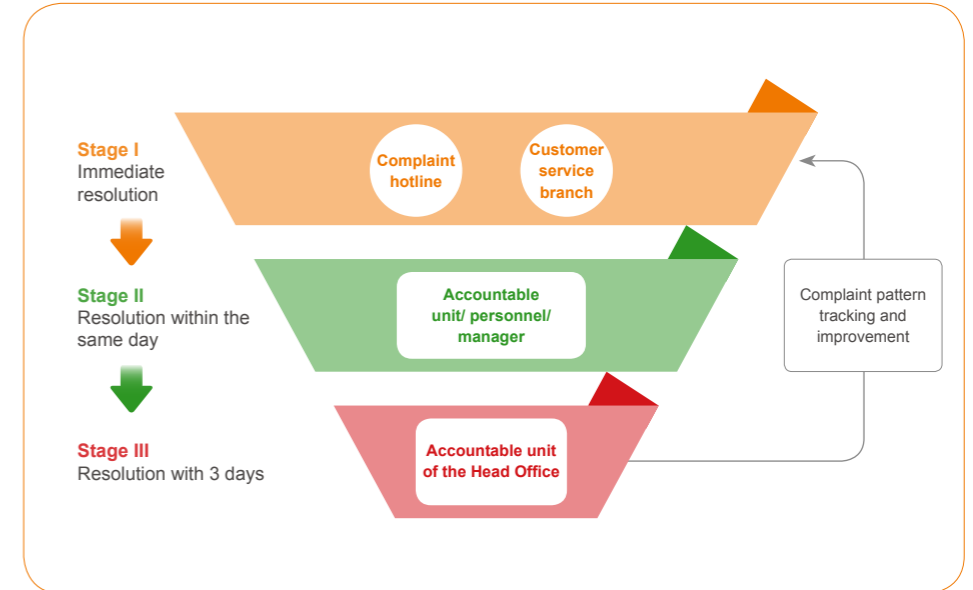 Stage I
Immediate
resolution
Complaint
hotline
Customer
service
branch
Stage II
Resolution within the
same day
Accountable
unit/ personnel/
manager
Complaint pattern
tracking and
improvement
Stage III
Resolution with 3 days
Accountable unit
of the Head Office